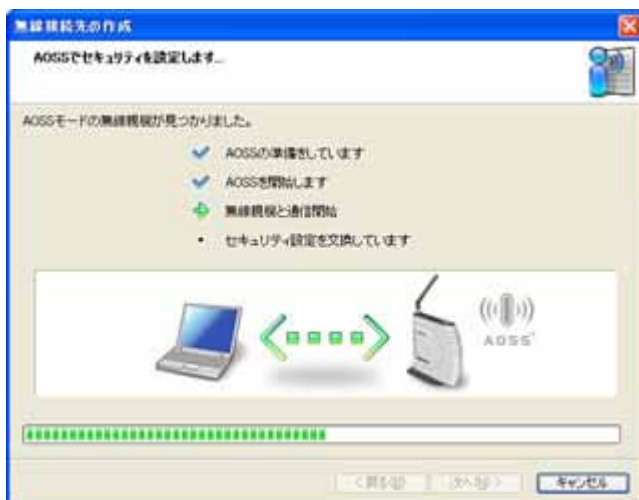 無線接続先の作成
AOSSでセキュリティを設定します...
AOSSモードの無線親機が見つかりました。
AOSSの準備をしています
AOSSを開始します
無線親機と通信開始
セキュリティ設定を交換しています
AOSS™
< 戻る(B)
次へ(N) >
キャンセル